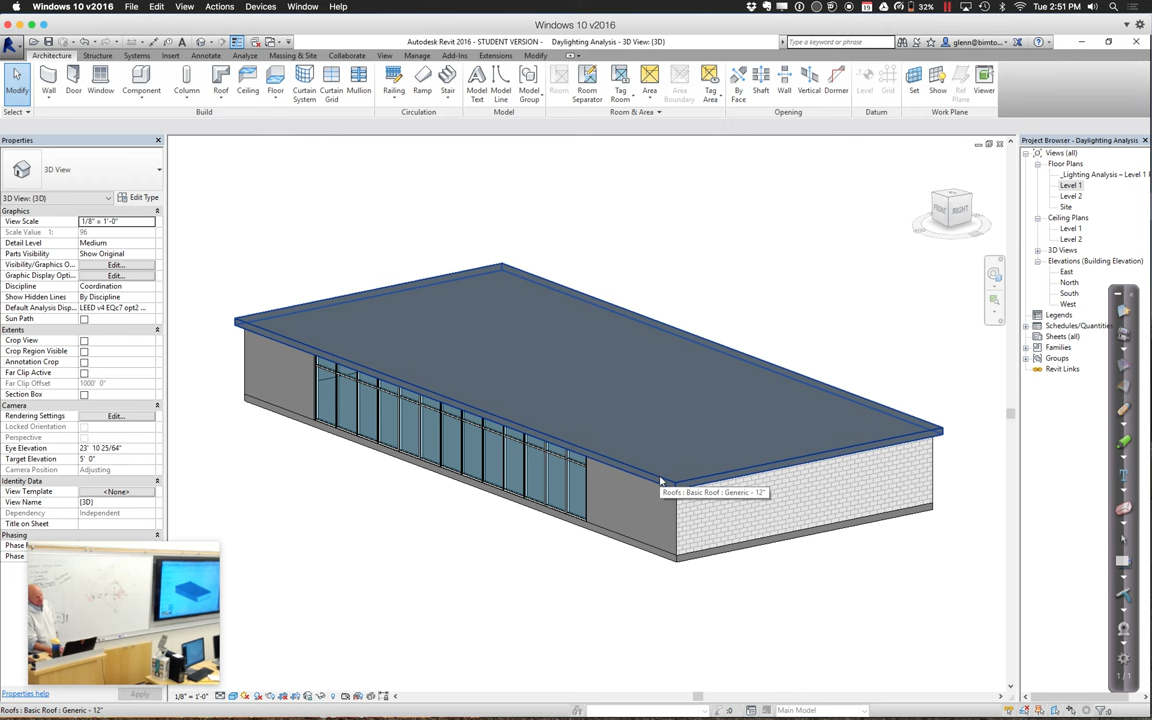 Windows 10 v2016 File Edit View Actions Devices Window Help
32% Tue 2:51 PM
Windows 10 v2016
Autodesk Revit 2016 - STUDENT VERSION - Daylighting Analysis - 3D View: {3D}
Type a keyword or phrase
glenn@bimto...
Architecture Structure Systems Insert Annotate Analyze Massing & Site Collaborate View Manage Add-Ins Extensions Modify
Modify Wall Door Window Component Column Roof Ceiling Floor Curtain System Curtain Grid Mullion Railing Ramp Stair Model Text Model Line Model Group Room Room Separator Tag Room Area Area Boundary Tag Area By Face Shaft Wall Vertical Dormer Level Grid Set Show Ref Plane Viewer
Select Build Circulation Model Room & Area Opening Datum Work Plane
Properties
3D View
3D View: {3D} Edit Type
Graphics
View Scale 1/8" = 1'-0"
Scale Value 1: 96
Detail Level Medium
Parts Visibility Show Original
Visibility/Graphics O... Edit...
Graphic Display Opti... Edit...
Discipline Coordination
Show Hidden Lines By Discipline
Default Analysis Disp... LEED v4 EQc7 opt2 ...
Sun Path
Extents
Crop View
Crop Region Visible
Annotation Crop
Far Clip Active
Far Clip Offset 1000' 0"
Section Box
Camera
Rendering Settings Edit...
Locked Orientation
Perspective
Eye Elevation 23' 10 25/64"
Target Elevation 5' 0"
Camera Position Adjusting
Identity Data
View Template <None>
View Name {3D}
Dependency Independent
Title on Sheet
Phasing
Phase
Phase
Properties help Apply
FRONT RIGHT
Roofs : Basic Roof : Generic - 12"
Project Browser - Daylighting Analysis
Views (all)
Floor Plans
_Lighting Analysis – Level 1
Level 1
Level 2
Site
Ceiling Plans
Level 1
Level 2
3D Views
Elevations (Building Elevation)
East
North
South
West
Legends
Schedules/Quantities
Sheets (all)
Families
Groups
Revit Links
1/1
1/8" = 1'-0"
Roofs : Basic Roof : Generic - 12"
:0
Main Model
:0